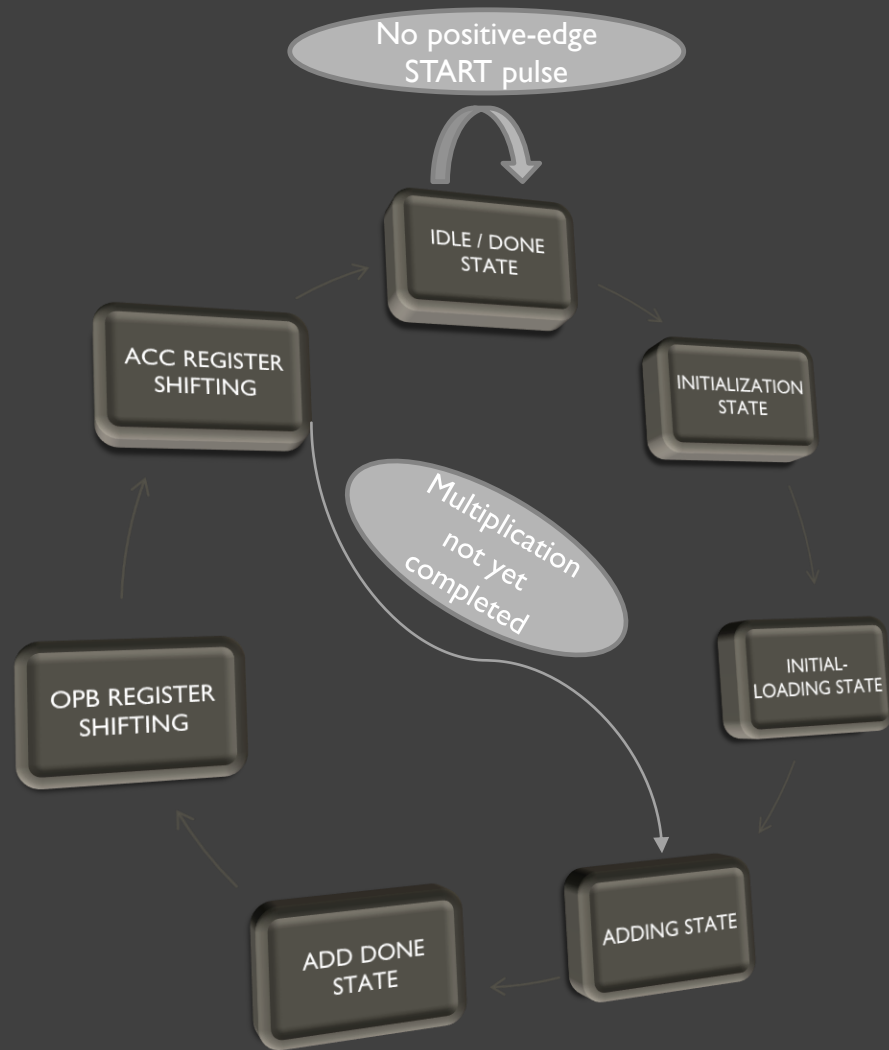 No positive-edge
START pulse
IDLE / DONE
STATE
ACC REGISTER
SHIFTING
INITIALIZATION
STATE
Multiplication
not yet
completed
INITIAL-
LOADING STATE
OPB REGISTER
SHIFTING
ADDING STATE
ADD DONE
STATE